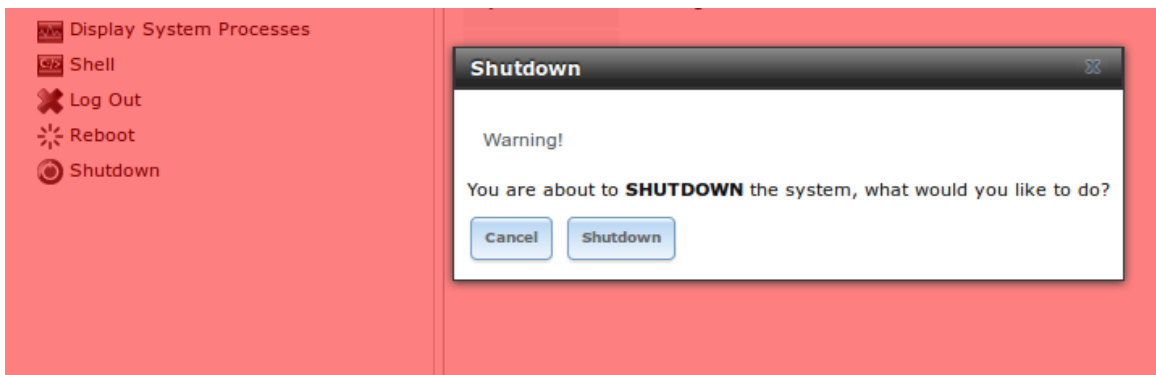 Display System Processes
Shell
Log Out
Reboot
Shutdown
Shutdown
Warning!
You are about to SHUTDOWN the system, what would you like to do?
Cancel Shutdown